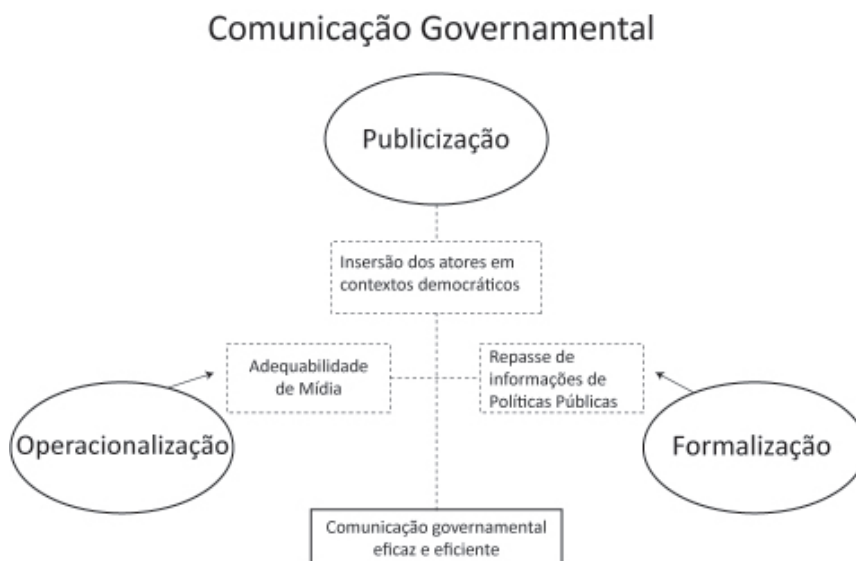 Comunicação Governamental
Publicização
Insersão dos atores em
contextos democráticos
Adequabilidade
de Mídia
Repasse de
informações de
Políticas Públicas
Operacionalização
Formalização
Comunicação governamental
eficaz e eficiente